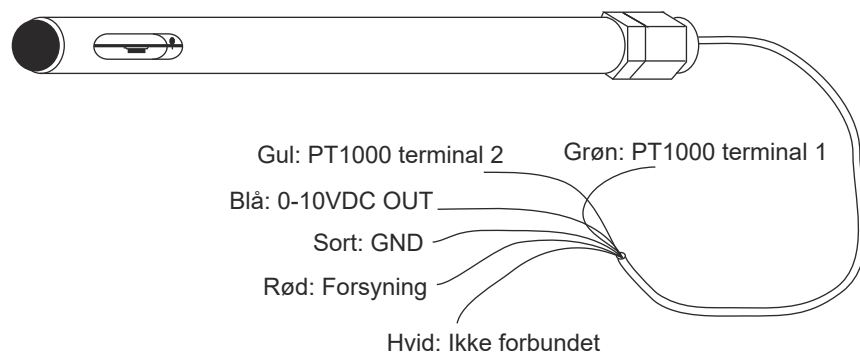 Gul: PT1000 terminal 2
Grøn: PT1000 terminal 1
Blå: 0-10VDC OUT
Sort: GND
Rød: Forsyning
Hvid: Ikke forbundet